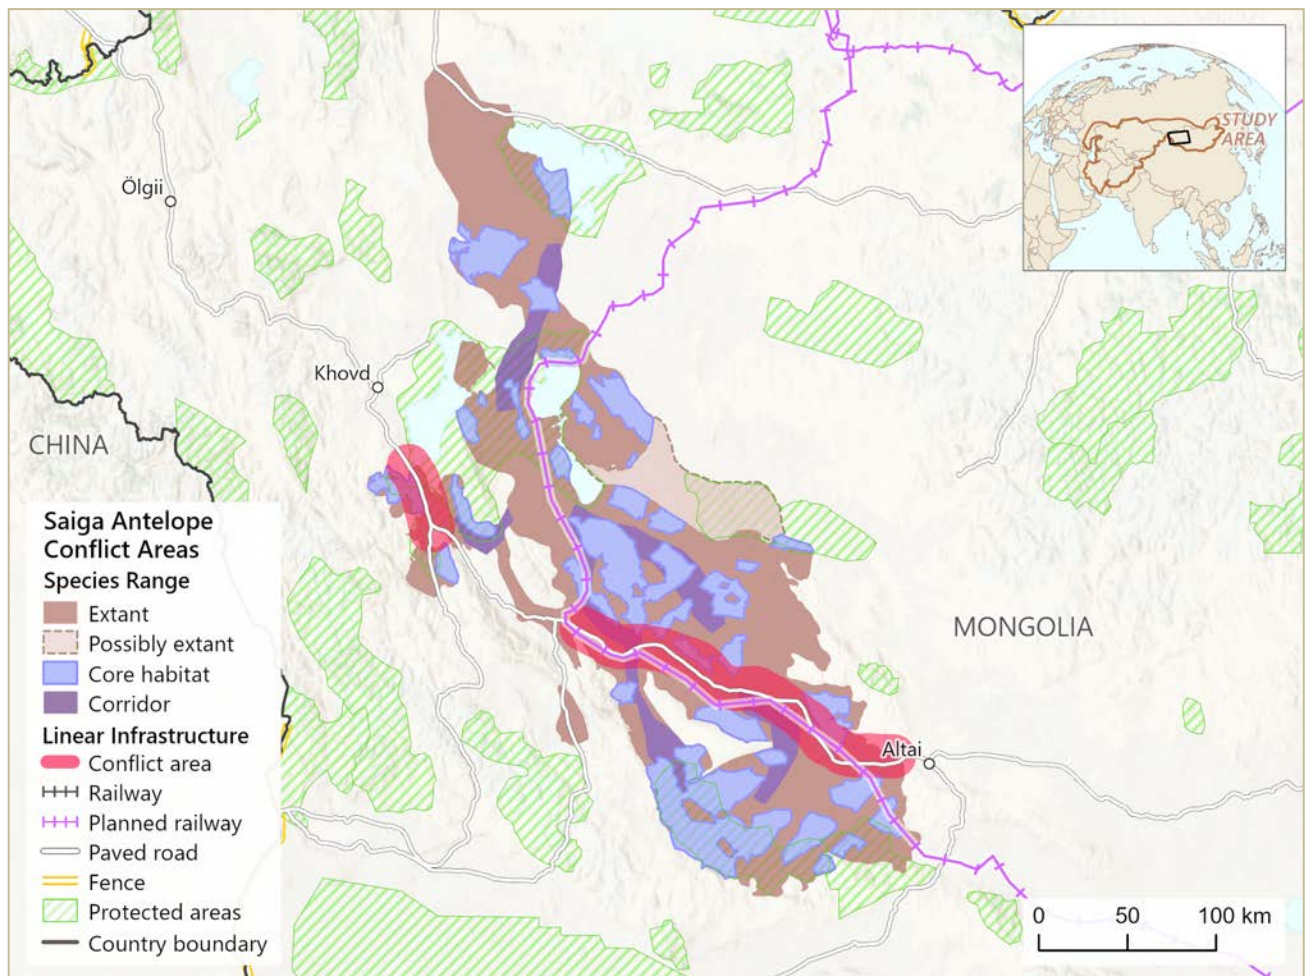 STUDY
AREA
Ölgii
Khovd
CHINA
MONGOLIA
Altai
Saiga Antelope
Conflict Areas
Species Range
Extant
Possibly extant
Core habitat
Corridor
Linear Infrastructure
Conflict area
Railway
Planned railway
Paved road
Fence
Protected areas
Country boundary
0 50 100 km